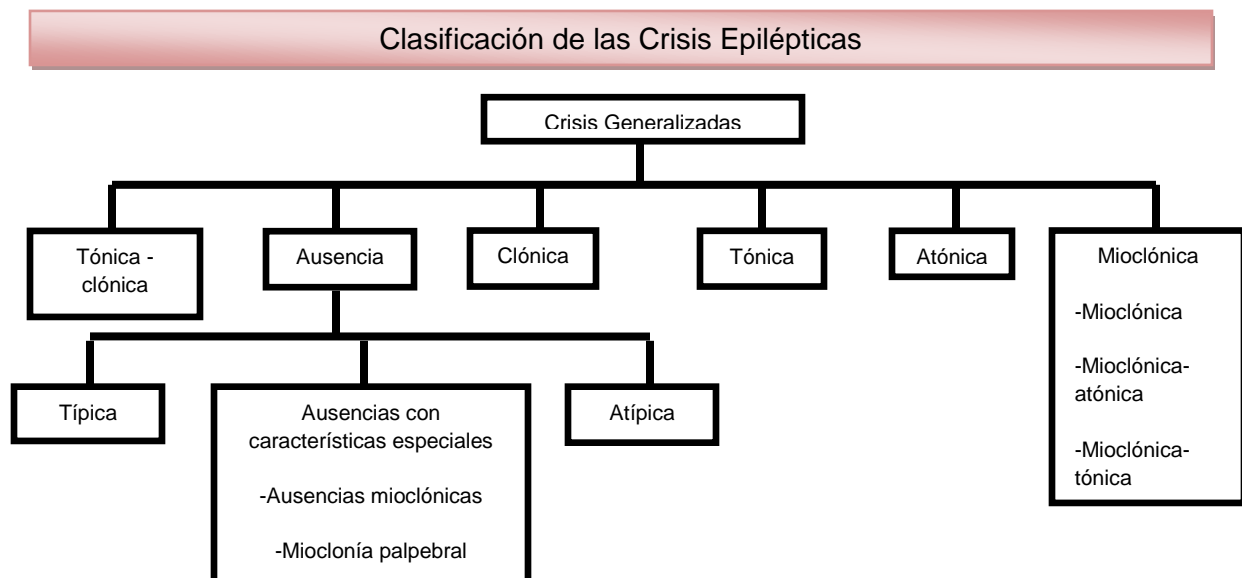 Clasificación de las Crisis Epilépticas
Crisis Generalizadas
Tónica -
clónica
Ausencia
Clónica
Tónica
Atónica
Mioclónica
-Mioclónica
-Mioclónica-
atónica
-Mioclónica-
tónica
Típica
Ausencias con
características especiales
-Ausencias mioclónicas
-Mioclonía palpebral
Atípica